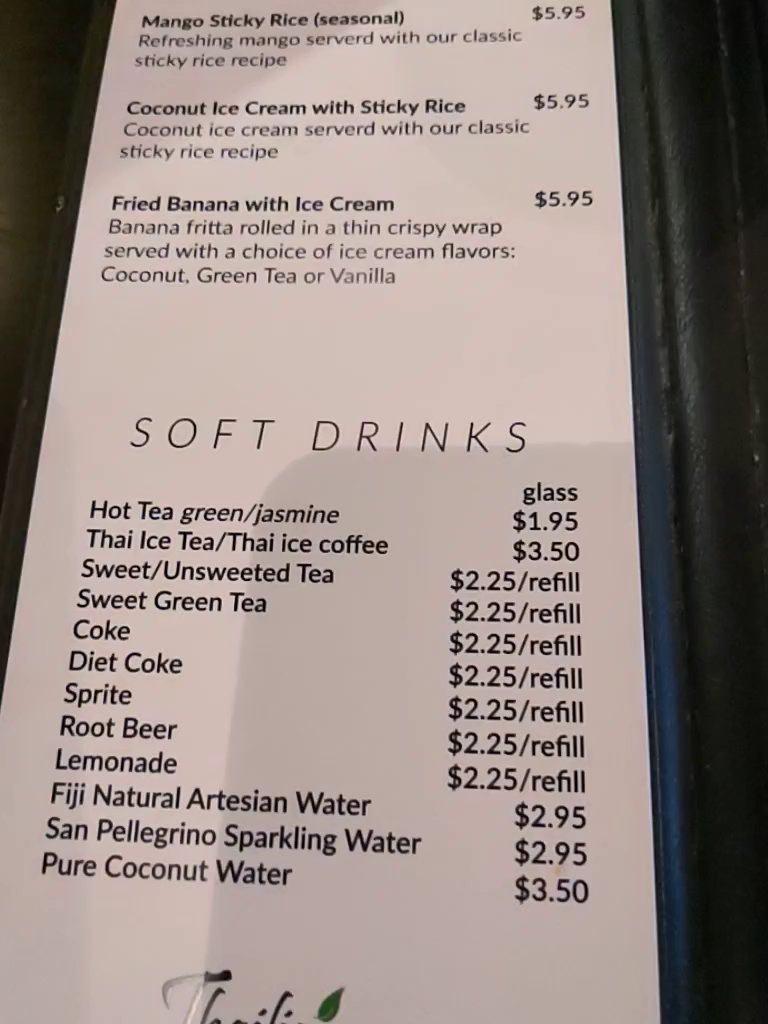 Mango Sticky Rice (seasonal) $5.95
Refreshing mango serverd with our classic
sticky rice recipe
Coconut Ice Cream with Sticky Rice $5.95
Coconut ice cream serverd with our classic
sticky rice recipe
Fried Banana with Ice Cream $5.95
Banana fritta rolled in a thin crispy wrap
served with a choice of ice cream flavors:
Coconut, Green Tea or Vanilla
SOFT DRINKS
glass
Hot Tea green/jasmine $1.95
Thai Ice Tea/Thai ice coffee $3.50
Sweet/Unsweeted Tea $2.25/refill
Sweet Green Tea $2.25/refill
Coke $2.25/refill
Diet Coke $2.25/refill
Sprite $2.25/refill
Root Beer $2.25/refill
Lemonade $2.25/refill
Fiji Natural Artesian Water $2.95
San Pellegrino Sparkling Water $2.95
Pure Coconut Water $3.50